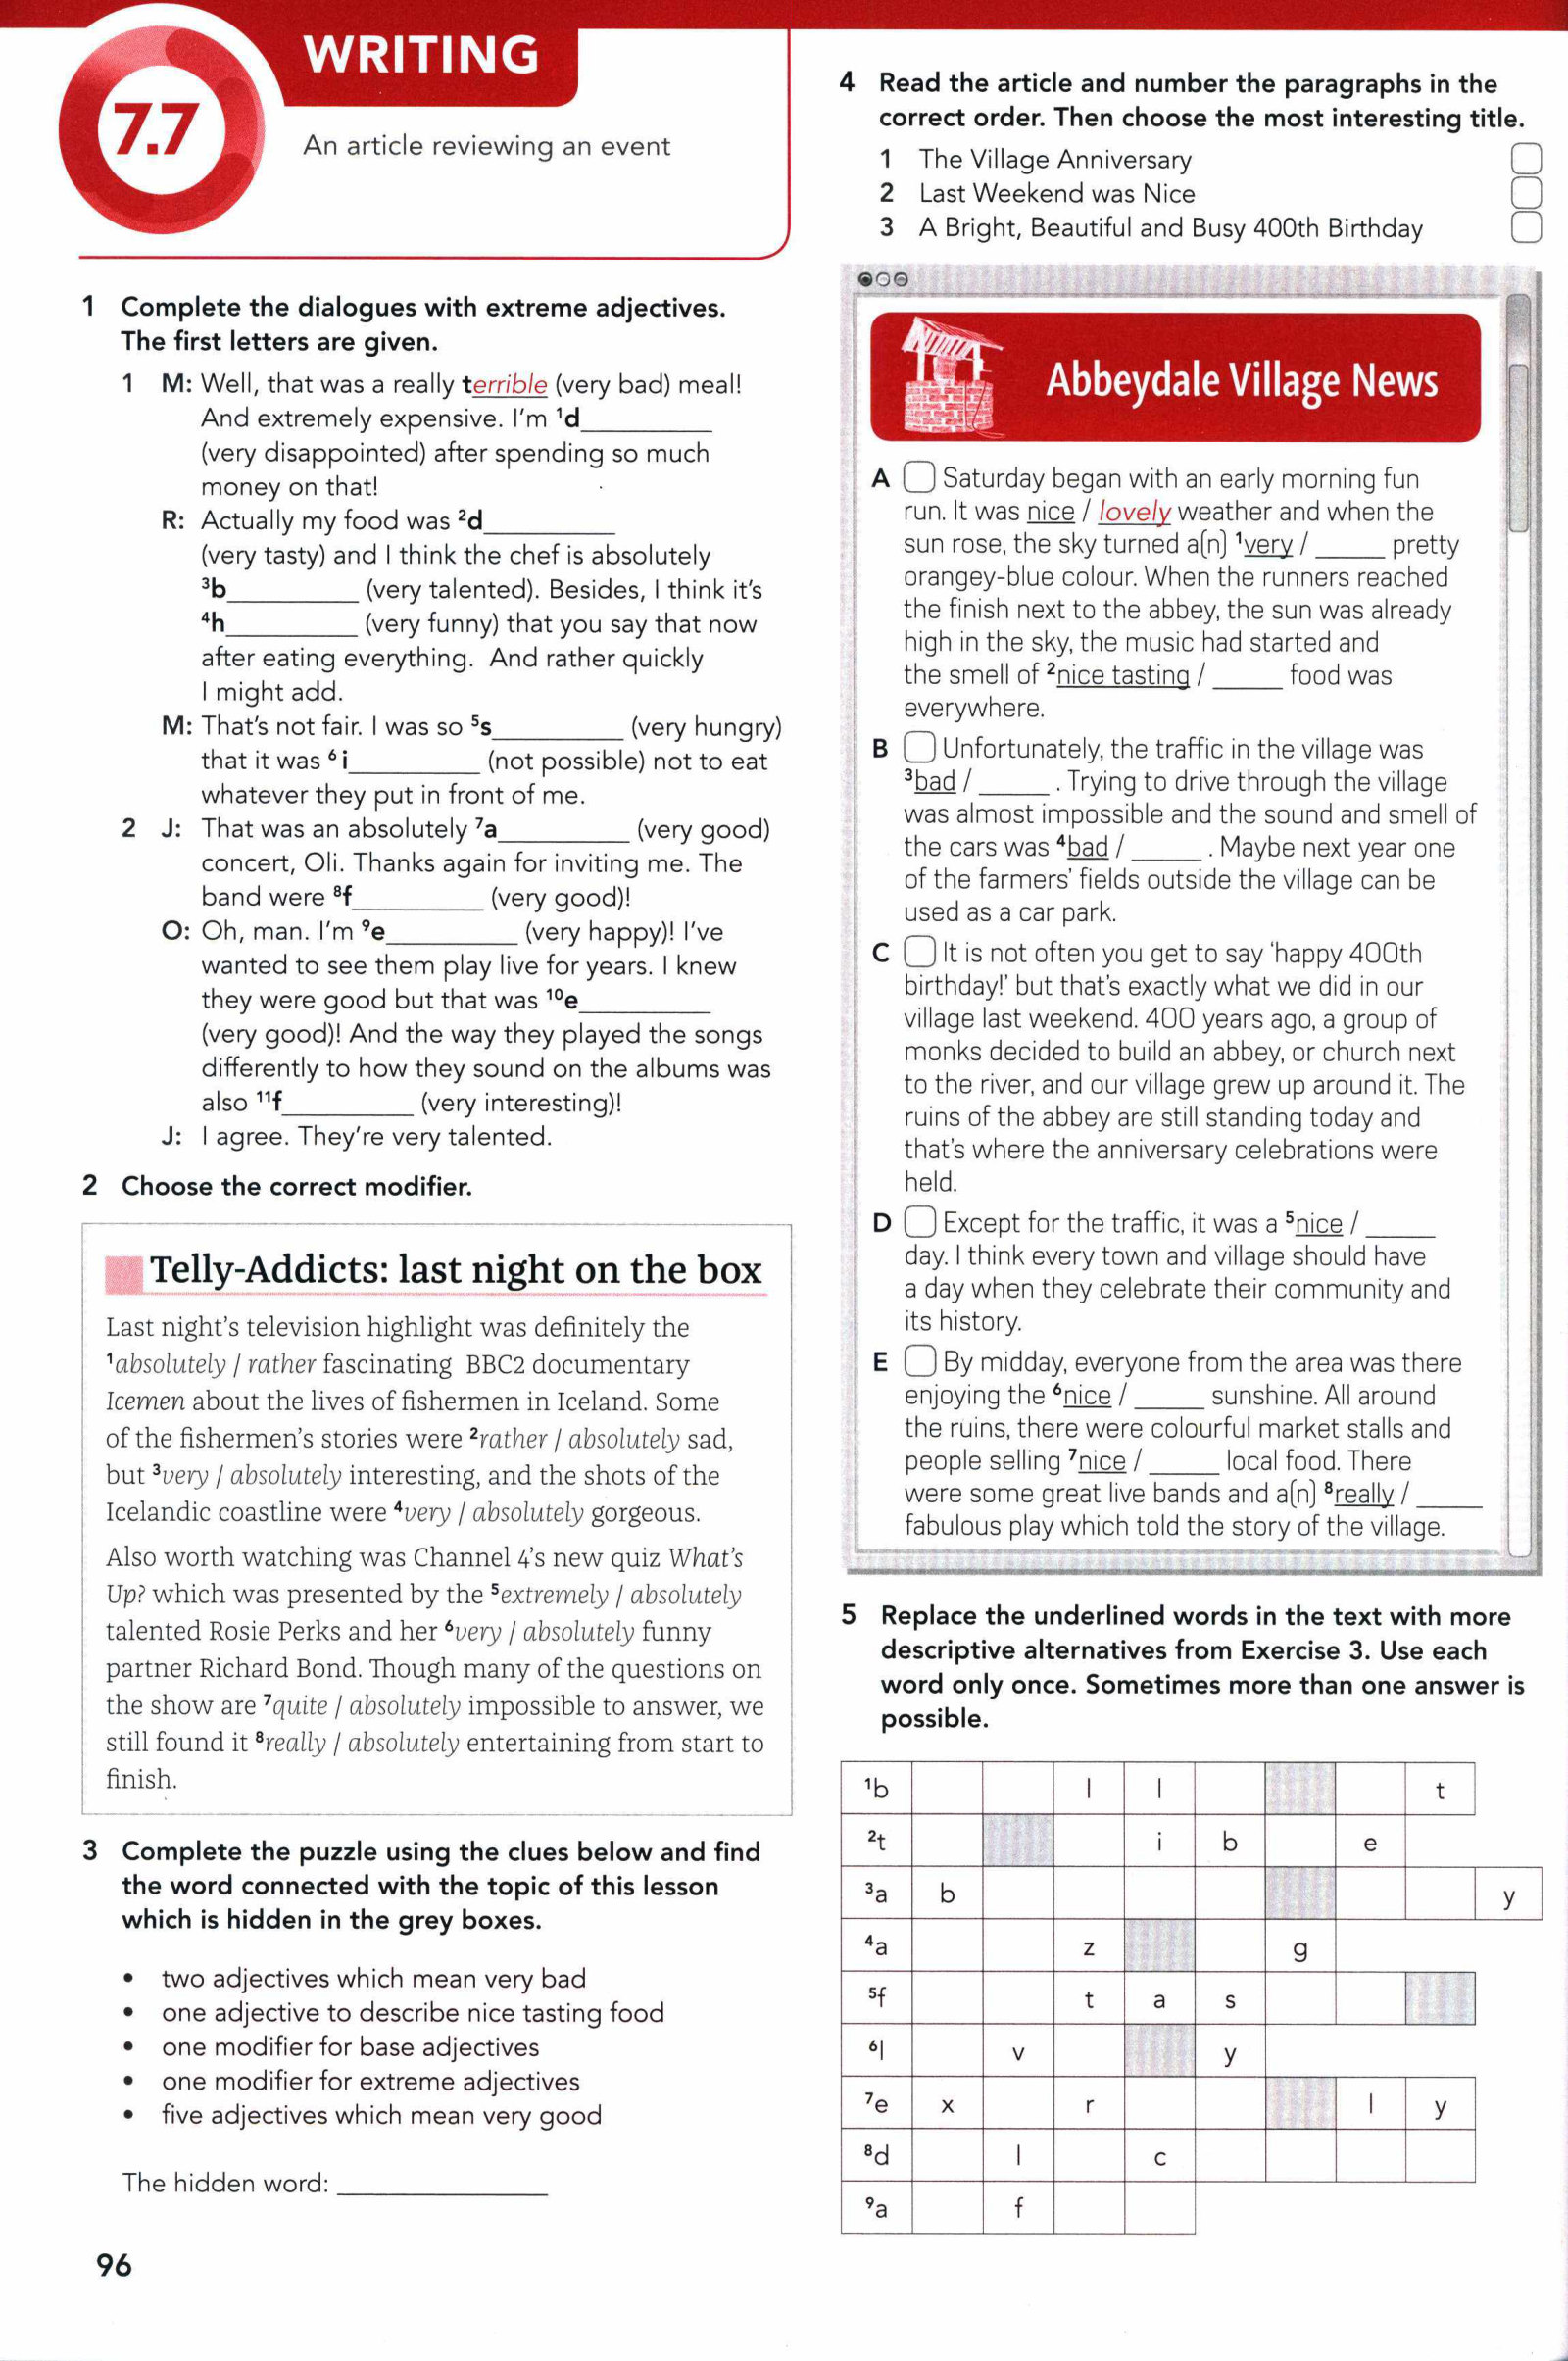 7.7
WRITING
An article reviewing an event
1 Complete the dialogues with extreme adjectives.
The first letters are given.
1 M: Well, that was a really terrible (very bad) meal!
And extremely expensive. I'm ¹d__________
(very disappointed) after spending so much
money on that!
R: Actually my food was ²d__________
(very tasty) and I think the chef is absolutely
³b__________ (very talented). Besides, I think it's
⁴h__________ (very funny) that you say that now
after eating everything. And rather quickly
I might add.
M: That's not fair. I was so ⁵s__________ (very hungry)
that it was ⁶i__________ (not possible) not to eat
whatever they put in front of me.
2 J: That was an absolutely ⁷a__________ (very good)
concert, Oli. Thanks again for inviting me. The
band were ⁸f__________ (very good)!
O: Oh, man. I'm ⁹e__________ (very happy)! I've
wanted to see them play live for years. I knew
they were good but that was ¹⁰e__________
(very good)! And the way they played the songs
differently to how they sound on the albums was
also ¹¹f__________ (very interesting)!
J: I agree. They're very talented.
2 Choose the correct modifier.
Telly-Addicts: last night on the box
Last night's television highlight was definitely the
¹absolutely / rather fascinating BBC2 documentary
Icemen about the lives of fishermen in Iceland. Some
of the fishermen's stories were ²rather / absolutely sad,
but ³very / absolutely interesting, and the shots of the
Icelandic coastline were ⁴very / absolutely gorgeous.
Also worth watching was Channel 4's new quiz What's
Up? which was presented by the ⁵extremely / absolutely
talented Rosie Perks and her ⁶very / absolutely funny
partner Richard Bond. Though many of the questions on
the show are ⁷quite / absolutely impossible to answer, we
still found it ⁸really / absolutely entertaining from start to
finish.
3 Complete the puzzle using the clues below and find
the word connected with the topic of this lesson
which is hidden in the grey boxes.
• two adjectives which mean very bad
• one adjective to describe nice tasting food
• one modifier for base adjectives
• one modifier for extreme adjectives
• five adjectives which mean very good
The hidden word: __________
96
4 Read the article and number the paragraphs in the
correct order. Then choose the most interesting title.
1 The Village Anniversary
2 Last Weekend was Nice
3 A Bright, Beautiful and Busy 400th Birthday
Abbeydale Village News
A Saturday began with an early morning fun
run. It was nice / lovely weather and when the
sun rose, the sky turned a(n) ¹very / _____ pretty
orangey-blue colour. When the runners reached
the finish next to the abbey, the sun was already
high in the sky, the music had started and
the smell of ²nice tasting / _____ food was
everywhere.
B Unfortunately, the traffic in the village was
³bad / _____ . Trying to drive through the village
was almost impossible and the sound and smell of
the cars was ⁴bad / _____ . Maybe next year one
of the farmers' fields outside the village can be
used as a car park.
C It is not often you get to say 'happy 400th
birthday!' but that's exactly what we did in our
village last weekend. 400 years ago, a group of
monks decided to build an abbey, or church next
to the river, and our village grew up around it. The
ruins of the abbey are still standing today and
that's where the anniversary celebrations were
held.
D Except for the traffic, it was a ⁵nice / _____
day. I think every town and village should have
a day when they celebrate their community and
its history.
E By midday, everyone from the area was there
enjoying the ⁶nice / _____ sunshine. All around
the ruins, there were colourful market stalls and
people selling ⁷nice / _____ local food. There
were some great live bands and a(n) ⁸really / _____
fabulous play which told the story of the village.
5 Replace the underlined words in the text with more
descriptive alternatives from Exercise 3. Use each
word only once. Sometimes more than one answer is
possible.
¹b l l t
²t i b e
³a b y
⁴a z g
⁵f t a s
⁶l v y
⁷e x r l y
⁸d l c
⁹a f